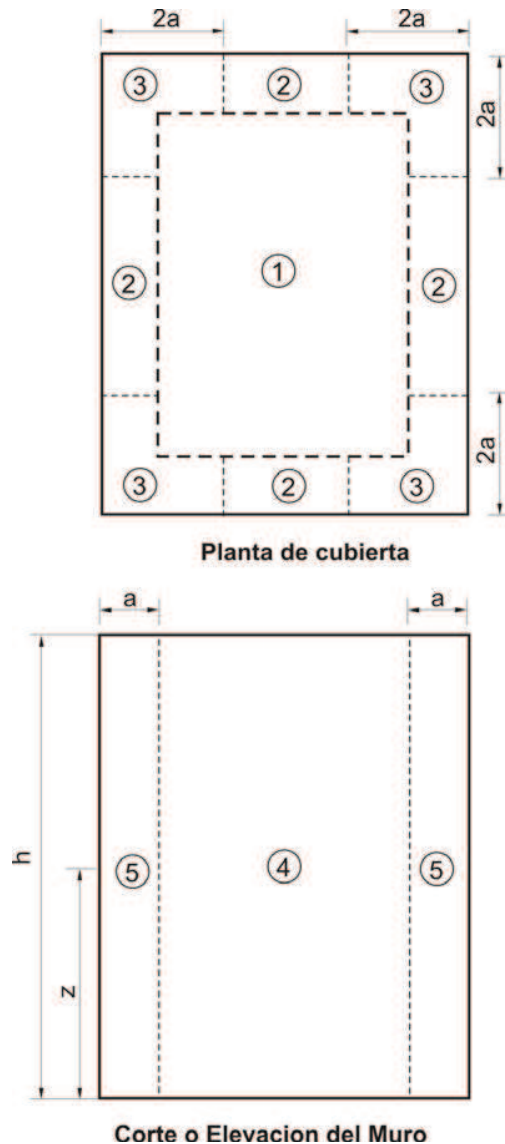 2a 2a
3 2 3
2a
1
2 2
2a
3 2 3
Planta de cubierta
a a
h
5 4 5
z
Corte o Elevacion del Muro